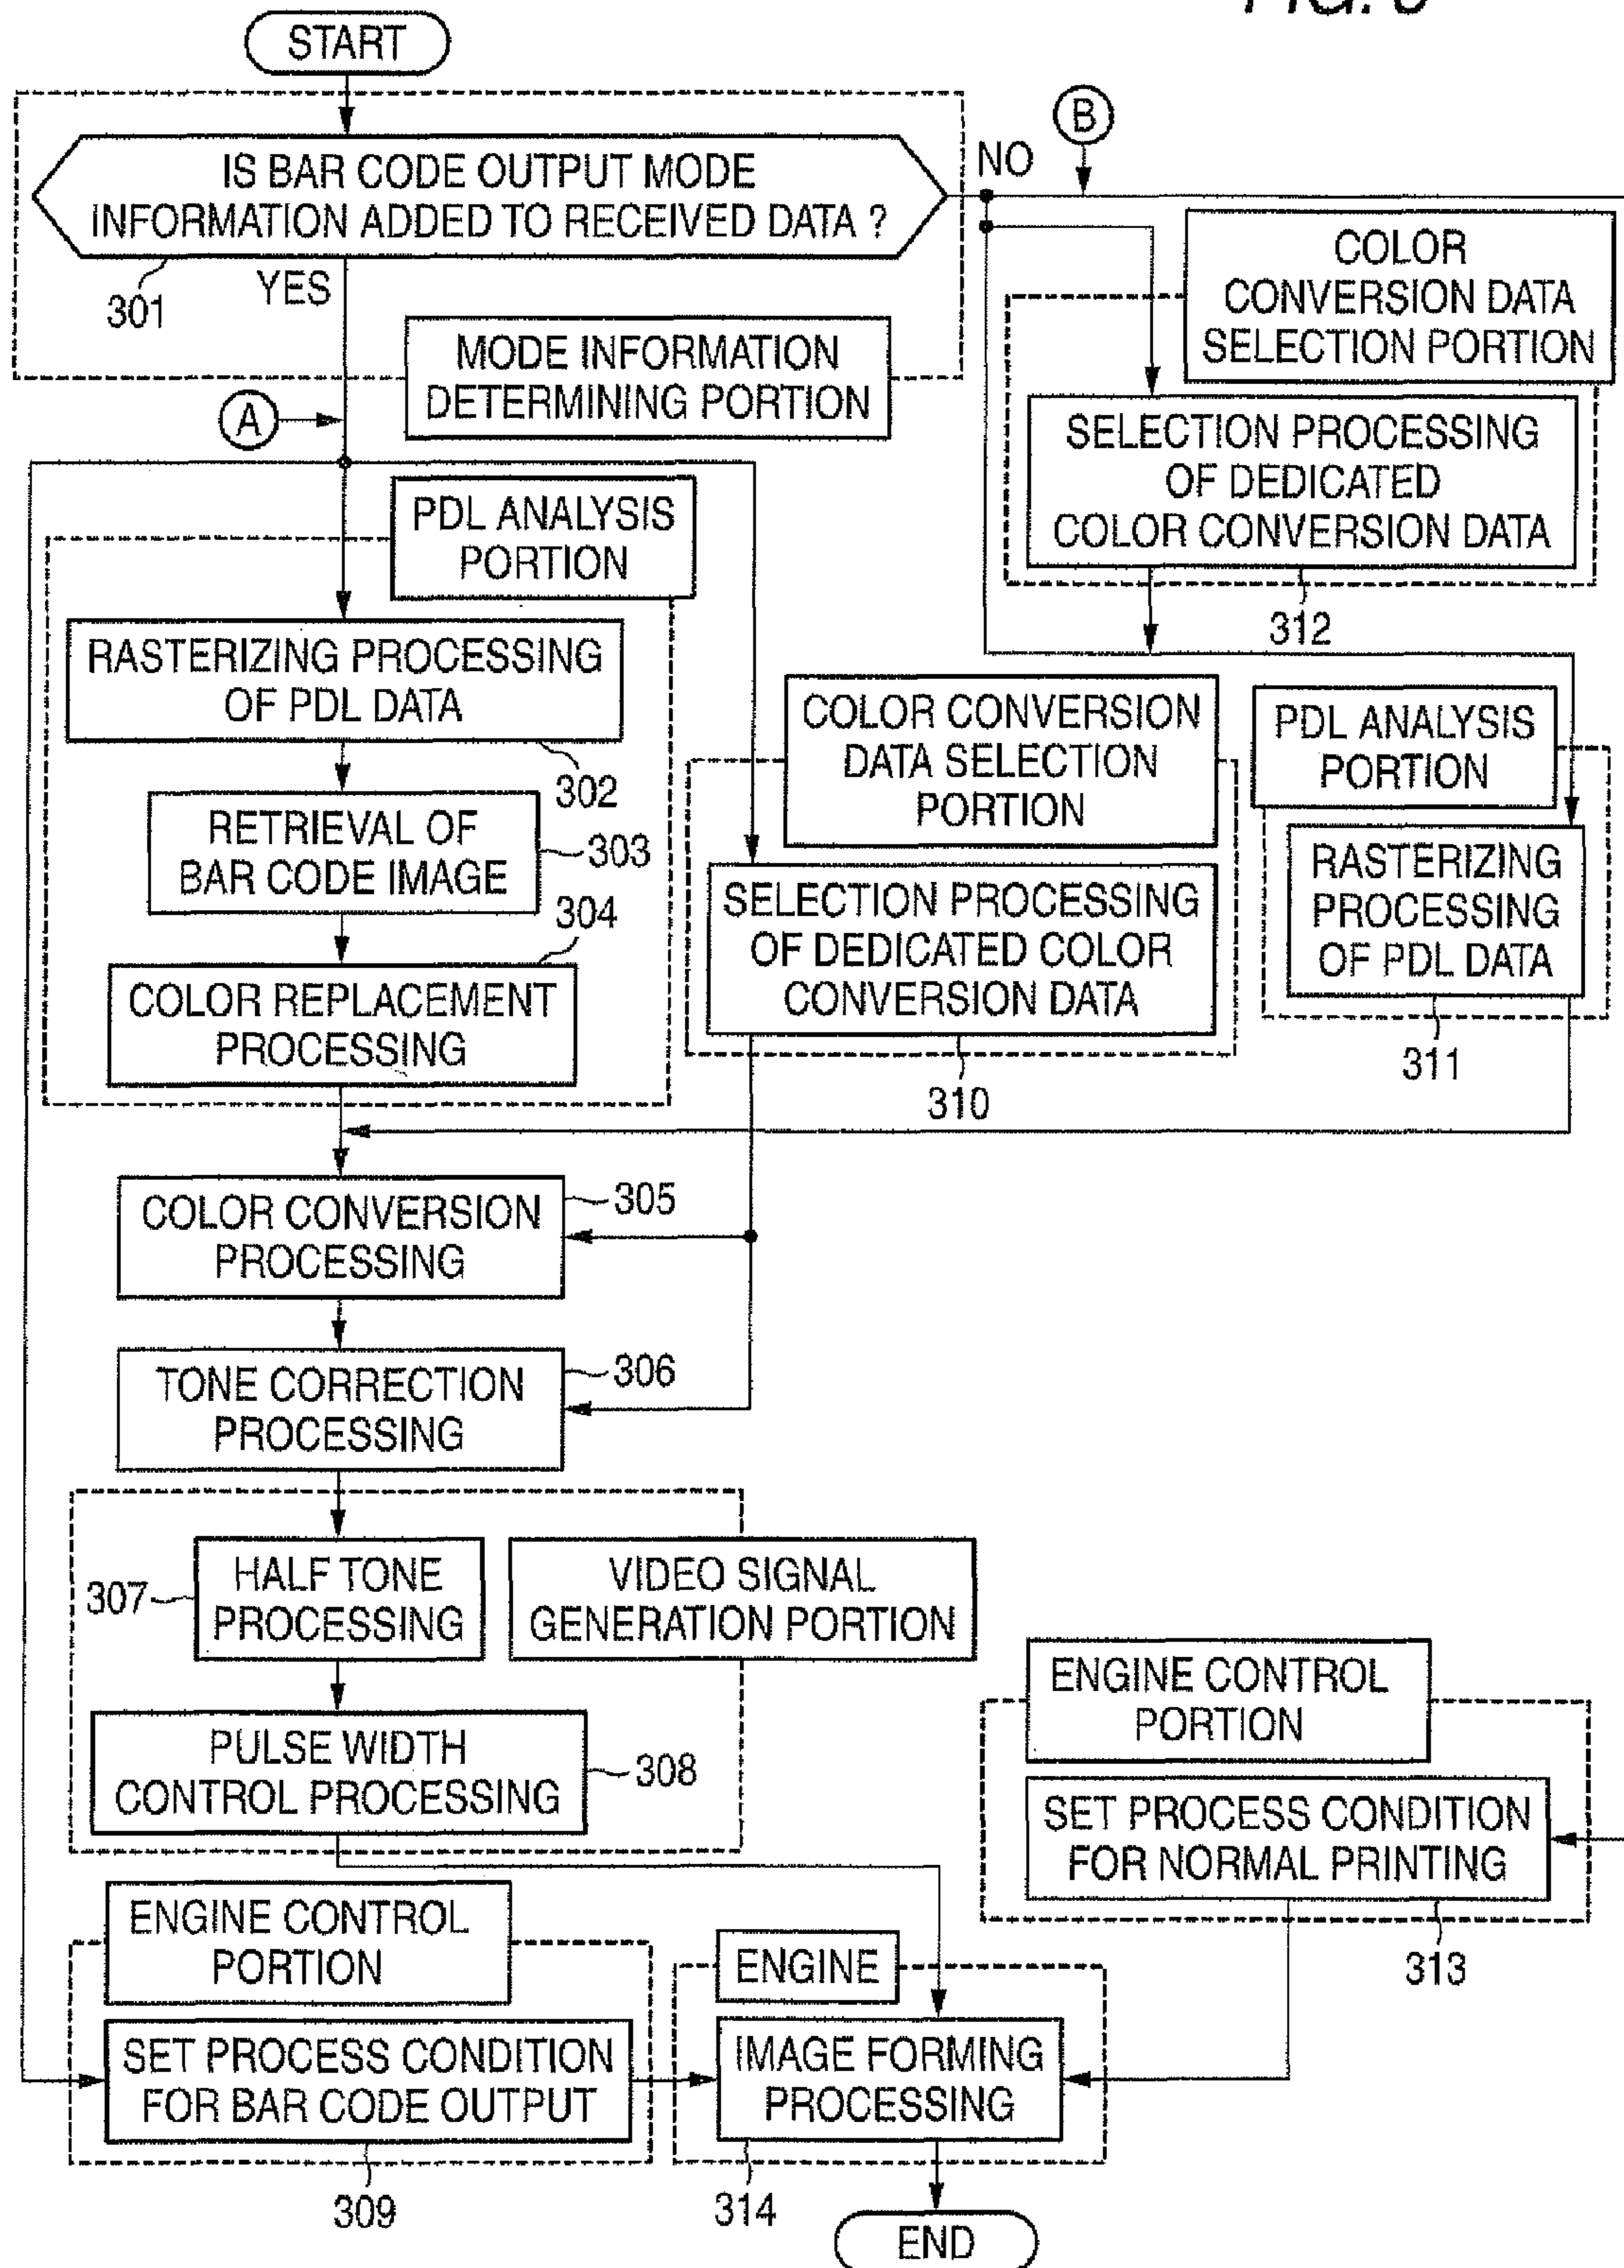 FIG.
START
B
NO
IS BAR CODE OUTPUT MODE
INFORMATION ADDED TO RECEIVED DATA ?
301
YES
MODE INFORMATION
DETERMINING PORTION
A
COLOR
CONVERSION DATA
SELECTION PORTION
SELECTION PROCESSING
OF DEDICATED
COLOR CONVERSION DATA
312
PDL ANALYSIS
PORTION
RASTERIZING PROCESSING
OF PDL DATA
302
RETRIEVAL OF
BAR CODE IMAGE
303
304
COLOR REPLACEMENT
PROCESSING
COLOR CONVERSION
DATA SELECTION
PORTION
SELECTION PROCESSING
OF DEDICATED COLOR
CONVERSION DATA
310
PDL ANALYSIS
PORTION
RASTERIZING
PROCESSING
OF PDL DATA
311
COLOR CONVERSION
PROCESSING
305
TONE CORRECTION
PROCESSING
306
307
HALF TONE
PROCESSING
VIDEO SIGNAL
GENERATION PORTION
PULSE WIDTH
CONTROL PROCESSING
308
ENGINE CONTROL
PORTION
SET PROCESS CONDITION
FOR NORMAL PRINTING
313
ENGINE CONTROL
PORTION
SET PROCESS CONDITION
FOR BAR CODE OUTPUT
309
ENGINE
IMAGE FORMING
PROCESSING
314
END